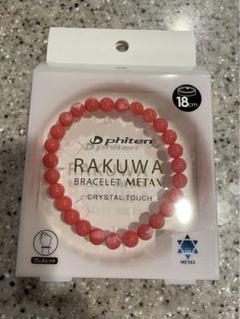 18cm
phiten
RAKUWA
BRACELET METAX
CRYSTAL TOUCH
ブレスレット
METAX